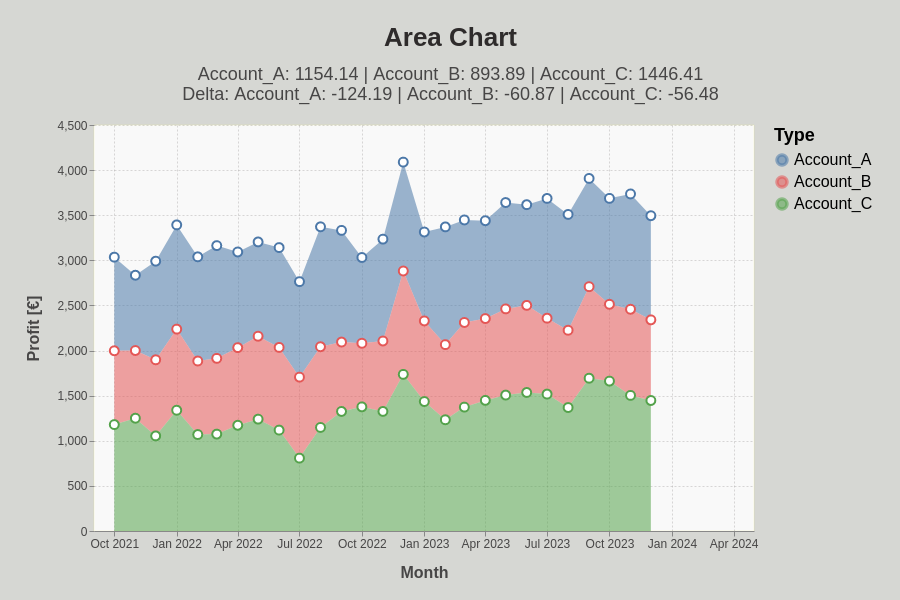 Area Chart
Account_A: 1154.14 | Account_B: 893.89 | Account_C: 1446.41
Delta: Account_A: -124.19 | Account_B: -60.87 | Account_C: -56.48
Type
Account_A
Account_B
Account_C
Profit [€]
4,500
4,000
3,500
3,000
2,500
2,000
1,500
1,000
500
0
Oct 2021 Jan 2022 Apr 2022 Jul 2022 Oct 2022 Jan 2023 Apr 2023 Jul 2023 Oct 2023 Jan 2024 Apr 2024
Month